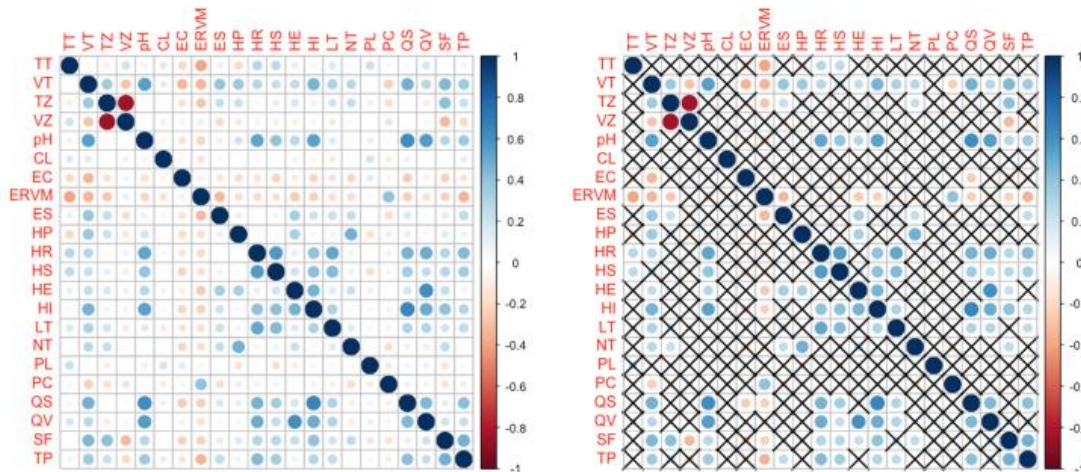 TT VT TZ VZ pH CL EC ERVM ES HP HR HS HE HI LT NT PL PC QS QV SF TP
TT
VT
TZ
VZ
pH
CL
EC
ERVM
ES
HP
HR
HS
HE
HI
LT
NT
PL
PC
QS
QV
SF
TP
1
0.8
0.6
0.4
0.2
0
-0.2
-0.4
-0.6
-0.8
-1
TT VT TZ VZ pH CL EC ERVM ES HP HR HS HE HI LT NT PL PC QS QV SF TP
TT
VT
TZ
VZ
pH
CL
EC
ERVM
ES
HP
HR
HS
HE
HI
LT
NT
PL
PC
QS
QV
SF
TP